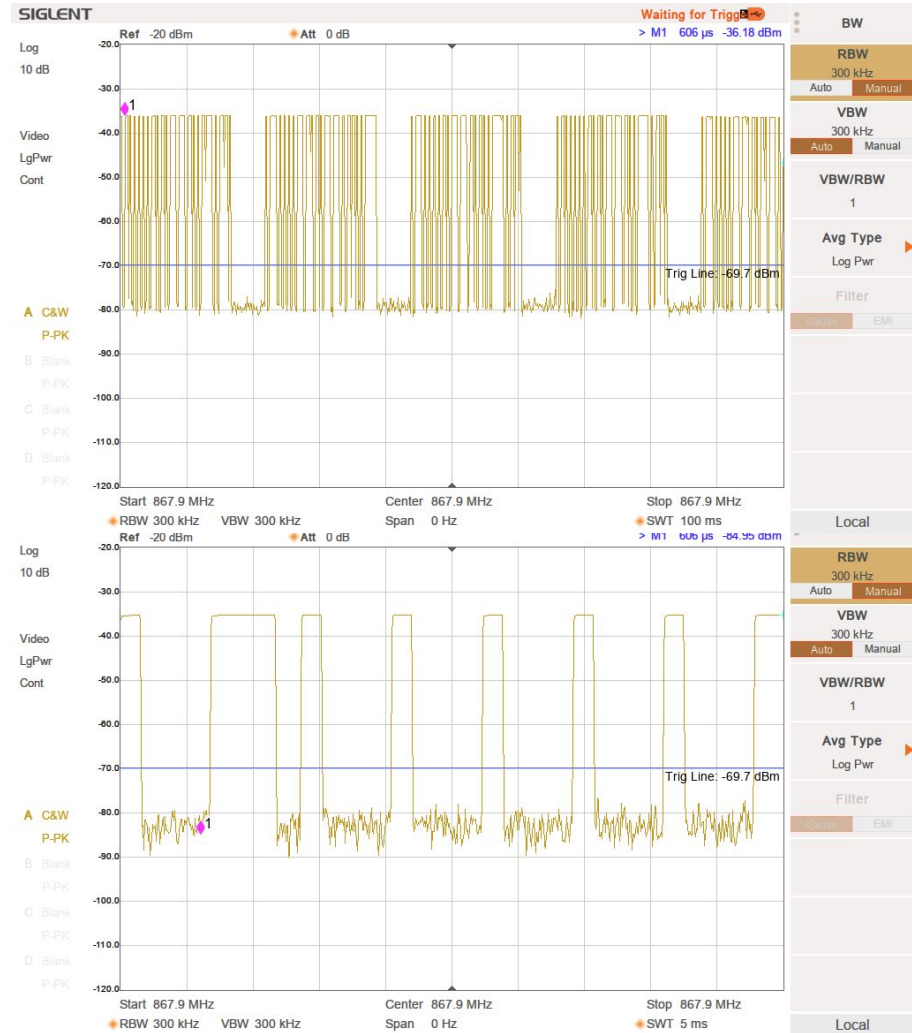 SIGLENT Waiting for Trigg
BW
Ref -20 dBm Att 0 dB > M1 606 µs -36.18 dBm
Log
10 dB
Video
LgPwr
Cont
A C&W
P-PK
B Blank
P-PK
C Blank
P-PK
D Blank
P-PK
-20.0
-30.0
-40.0
-50.0
-60.0
-70.0
-80.0
-90.0
-100.0
-110.0
-120.0
1
Trig Line: -69.7 dBm
Start 867.9 MHz Center 867.9 MHz Stop 867.9 MHz
RBW 300 kHz VBW 300 kHz Span 0 Hz SWT 100 ms
RBW
300 kHz
Auto Manual
VBW
300 kHz
Auto Manual
VBW/RBW
1
Avg Type
Log Pwr
Filter
Gauss EMI
Local
Ref -20 dBm Att 0 dB > M1 606 µs -84.95 dBm
Log
10 dB
Video
LgPwr
Cont
A C&W
P-PK
B Blank
P-PK
C Blank
P-PK
D Blank
P-PK
-20.0
-30.0
-40.0
-50.0
-60.0
-70.0
-80.0
-90.0
-100.0
-110.0
-120.0
1
Trig Line: -69.7 dBm
Start 867.9 MHz Center 867.9 MHz Stop 867.9 MHz
RBW 300 kHz VBW 300 kHz Span 0 Hz SWT 5 ms
RBW
300 kHz
Auto Manual
VBW
300 kHz
Auto Manual
VBW/RBW
1
Avg Type
Log Pwr
Filter
Gauss EMI
Local